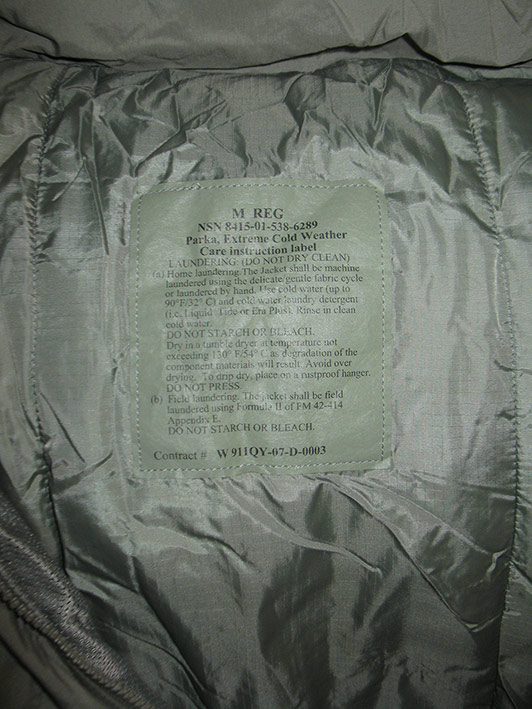 M REG
NSN 8415-01-538-6289
Parka, Extreme Cold Weather
Care instruction label
LAUNDERING: (DO NOT DRY CLEAN)
(a) Home laundering. The Jacket shall be machine
laundered using the delicate/gentle fabric cycle
or laundered by hand. Use cold water (up to
90°F/32° C) and cold water laundry detergent
(i.e. Liquid Tide or Era Plus). Rinse in clean
cold water.
DO NOT STARCH OR BLEACH.
Dry in a tumble dryer at temperature not
exceeding 130° F/54° C as degradation of the
component materials will result. Avoid over
drying. To drip dry, place on a rustproof hanger.
DO NOT PRESS.
(b) Field laundering. The jacket shall be field
laundered using Formula II of FM 42-414
Appendix E.
DO NOT STARCH OR BLEACH.
Contract # W911QY-07-D-0003